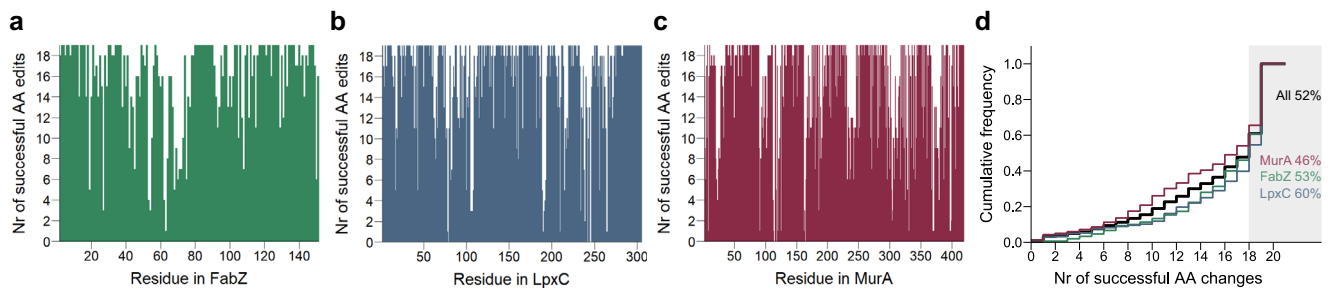 a
Nr of successful AA edits
18
16
14
12
10
8
6
4
2
0
20 40 60 80 100 120 140
Residue in FabZ
b
Nr of successful AA edits
18
16
14
12
10
8
6
4
2
0
50 100 150 200 250 300
Residue in LpxC
c
Nr of successful AA edits
18
16
14
12
10
8
6
4
2
0
50 100 150 200 250 300 350 400
Residue in MurA
d
Cumulative frequency
1.0
0.8
0.6
0.4
0.2
0.0
All 52%
MurA 46%
FabZ 53%
LpxC 60%
0 2 4 6 8 10 12 14 16 18 20
Nr of successful AA changes